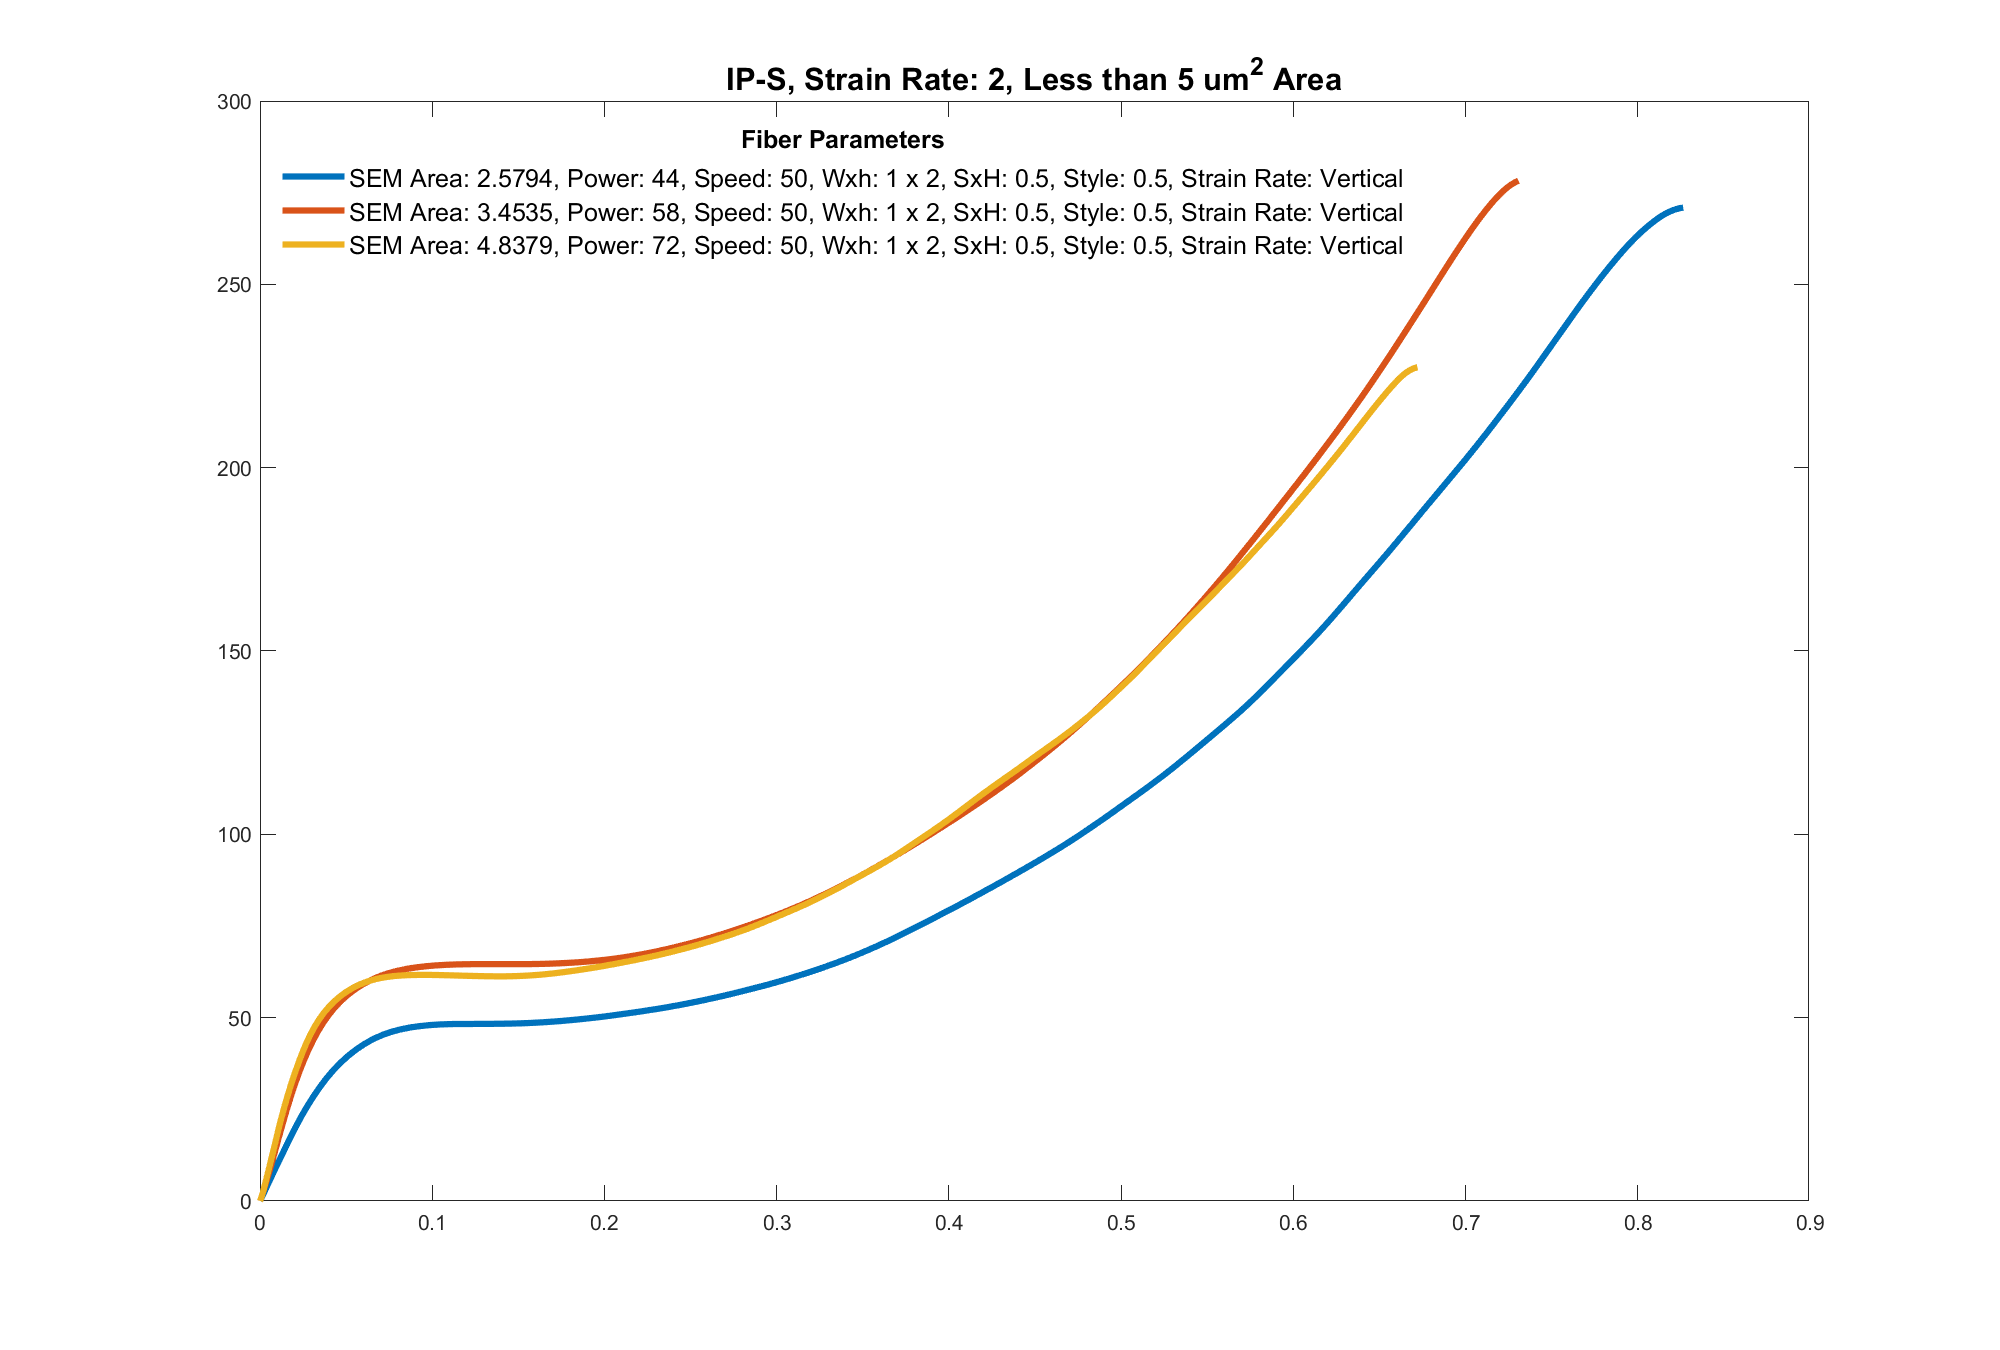 IP-S, Strain Rate: 2, Less than 5 um² Area
Fiber Parameters
SEM Area: 2.5794, Power: 44, Speed: 50, Wxh: 1 x 2, SxH: 0.5, Style: 0.5, Strain Rate: Vertical
SEM Area: 3.4535, Power: 58, Speed: 50, Wxh: 1 x 2, SxH: 0.5, Style: 0.5, Strain Rate: Vertical
SEM Area: 4.8379, Power: 72, Speed: 50, Wxh: 1 x 2, SxH: 0.5, Style: 0.5, Strain Rate: Vertical
300
250
200
150
100
50
0
0 0.1 0.2 0.3 0.4 0.5 0.6 0.7 0.8 0.9